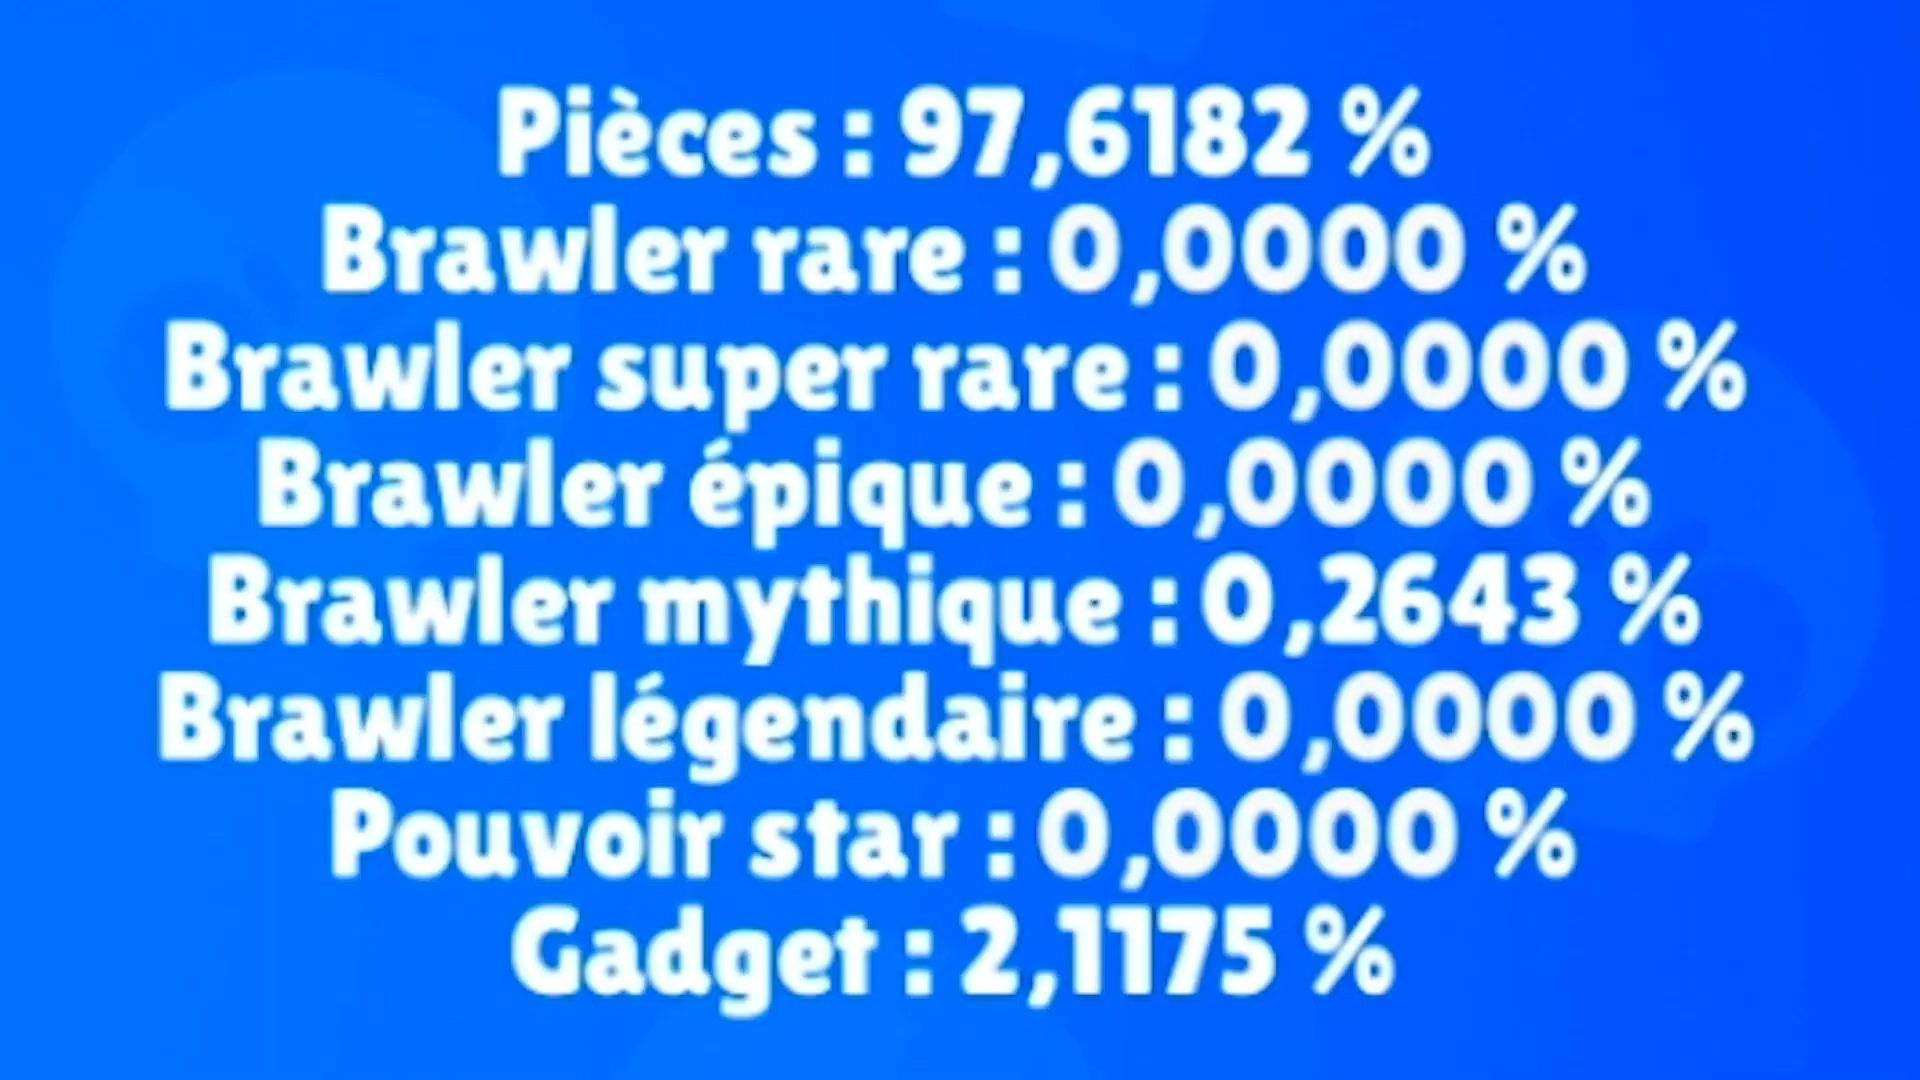 Pièces : 97,6182 %
Brawler rare : 0,0000 %
Brawler super rare : 0,0000 %
Brawler épique : 0,0000 %
Brawler mythique : 0,2643 %
Brawler légendaire : 0,0000 %
Pouvoir star : 0,0000 %
Gadget : 2,1175 %